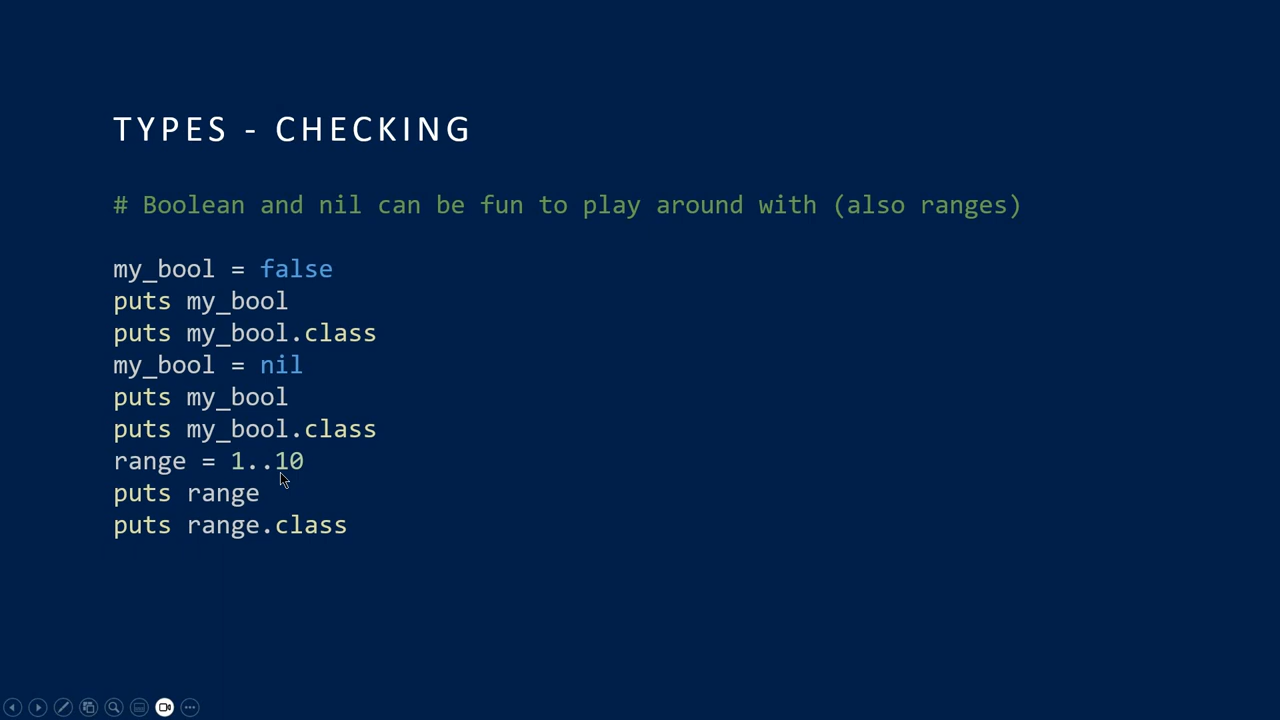 TYPES - CHECKING
# Boolean and nil can be fun to play around with (also ranges)
my_bool = false
puts my_bool
puts my_bool.class
my_bool = nil
puts my_bool
puts my_bool.class
range = 1..10
puts range
puts range.class